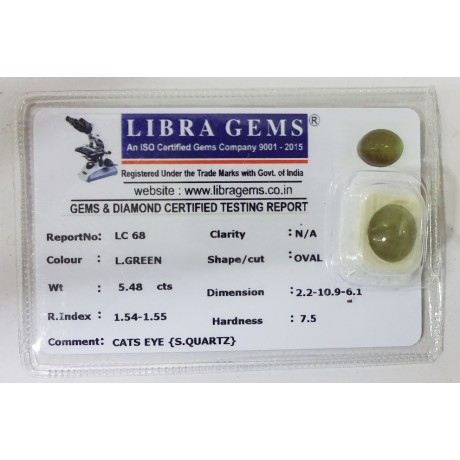 LIBRA GEMS ®
An ISO Certified Gems Company 9001 - 2015
Registered Under the Trade Marks with Govt. of India
website : www.libragems.co.in
GEMS & DIAMOND CERTIFIED TESTING REPORT
ReportNo: LC 68 Clarity : N/A
Colour : L.GREEN Shape/cut : OVAL
Wt : 5.48 cts Dimension : 2.2-10.9-6.1
R.Index : 1.54-1.55 Hardness : 7.5
Comment: CATS EYE {S.QUARTZ}